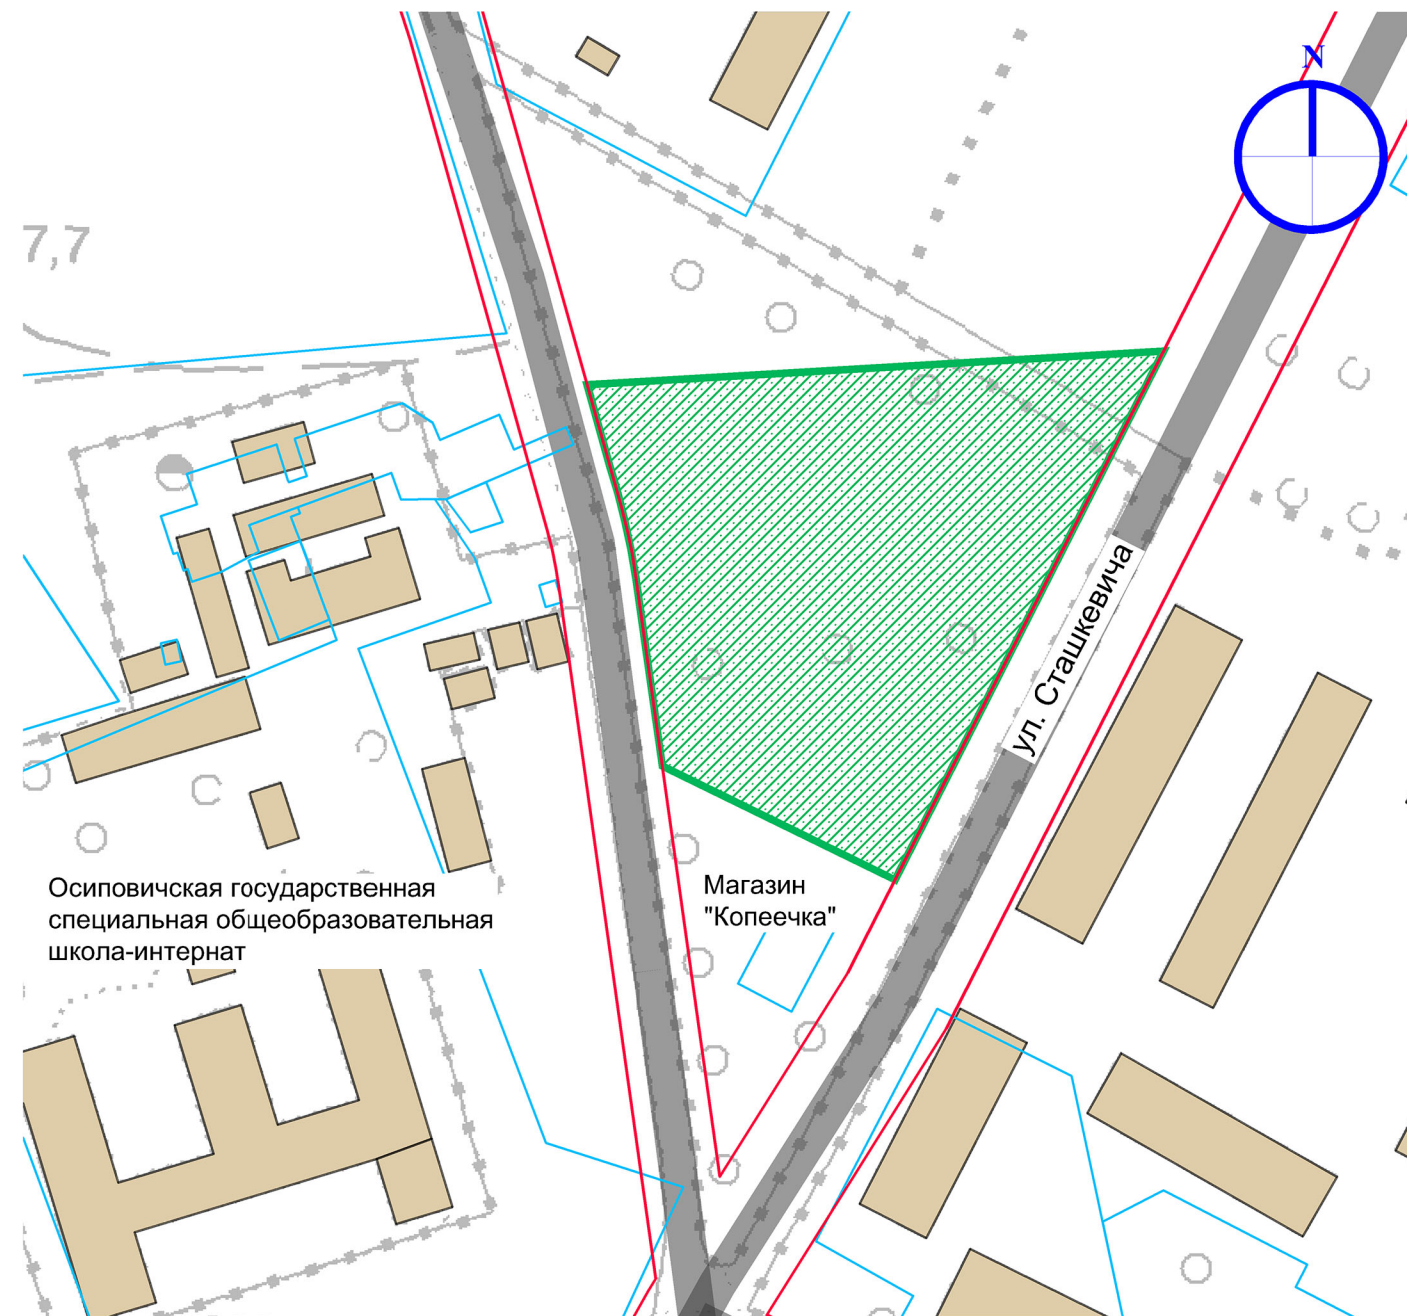 N
7,7
ул. Сташкевича
Магазин
"Копеечка"
Осиповичская государственная
специальная общеобразовательная
школа-интернат